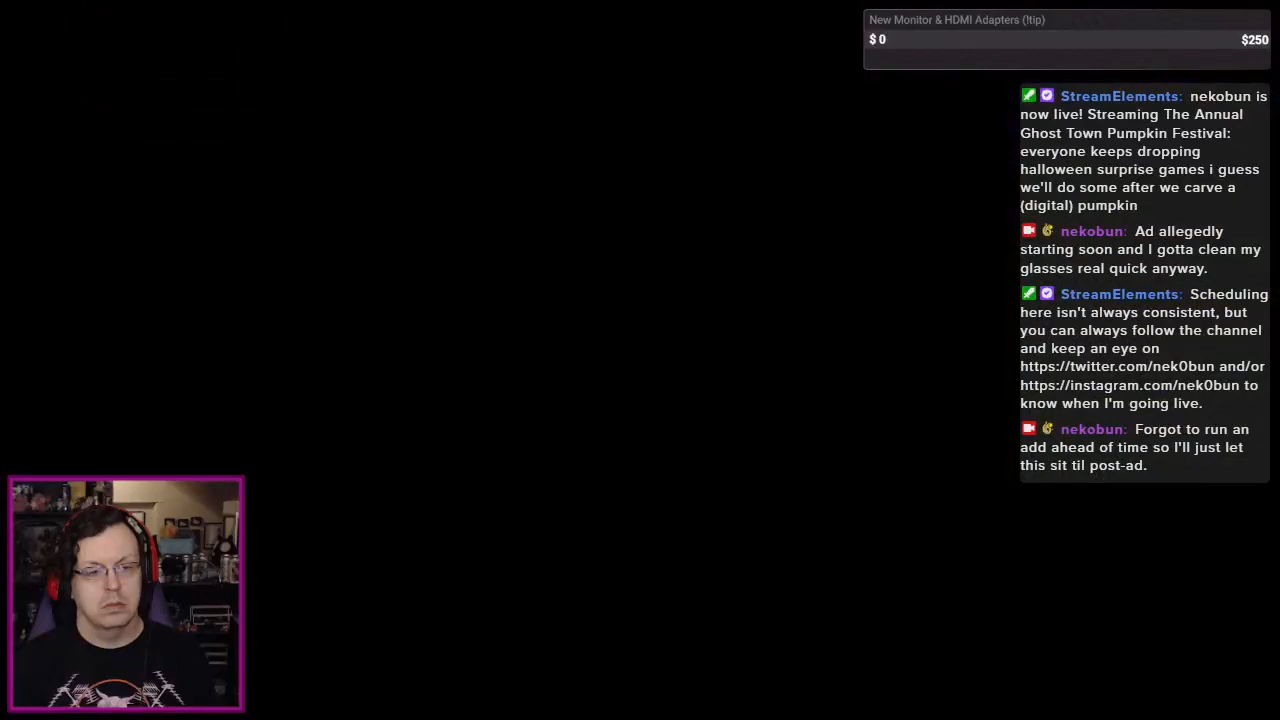 New Monitor & HDMI Adapters (!tip)
$ 0 $250
StreamElements: nekobun is
now live! Streaming The Annual
Ghost Town Pumpkin Festival:
everyone keeps dropping
halloween surprise games i guess
we'll do some after we carve a
(digital) pumpkin
nekobun: Ad allegedly
starting soon and I gotta clean my
glasses real quick anyway.
StreamElements: Scheduling
here isn't always consistent, but
you can always follow the channel
and keep an eye on
https://twitter.com/nek0bun and/or
https://instagram.com/nek0bun to
know when I'm going live.
nekobun: Forgot to run an
add ahead of time so I'll just let
this sit til post-ad.